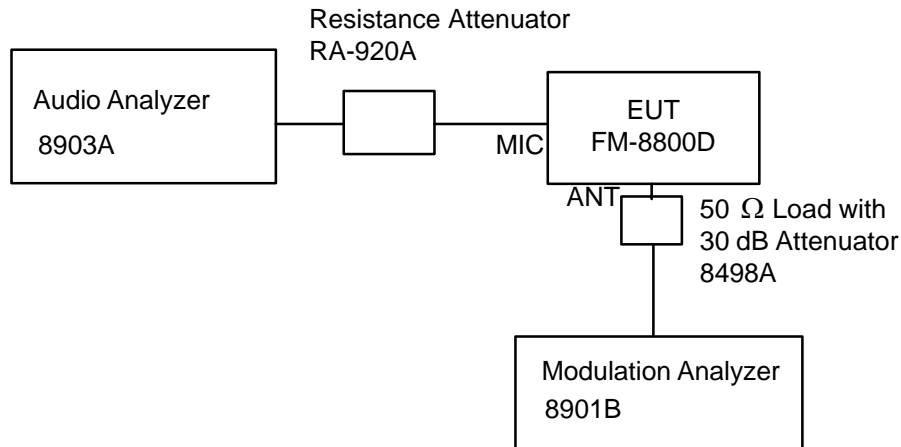 Resistance Attenuator
RA-920A
Audio Analyzer
8903A
EUT
FM-8800D
MIC
ANT
50 Ω Load with
30 dB Attenuator
8498A
Modulation Analyzer
8901B